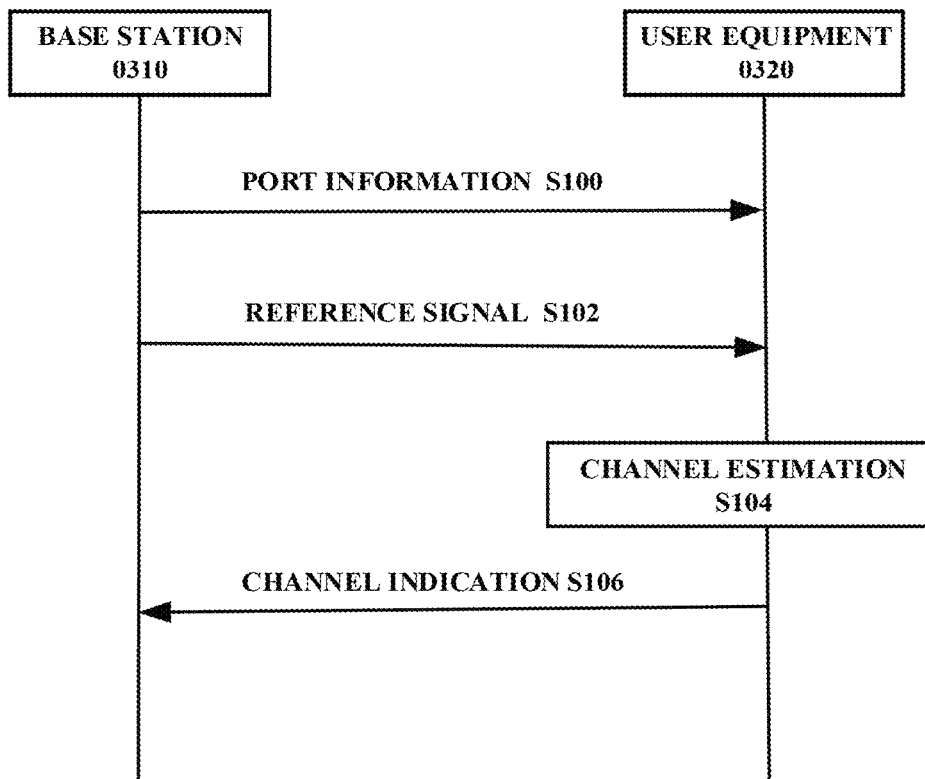 BASE STATION
0310
USER EQUIPMENT
0320
PORT INFORMATION S100
REFERENCE SIGNAL S102
CHANNEL ESTIMATION
S104
CHANNEL INDICATION S106